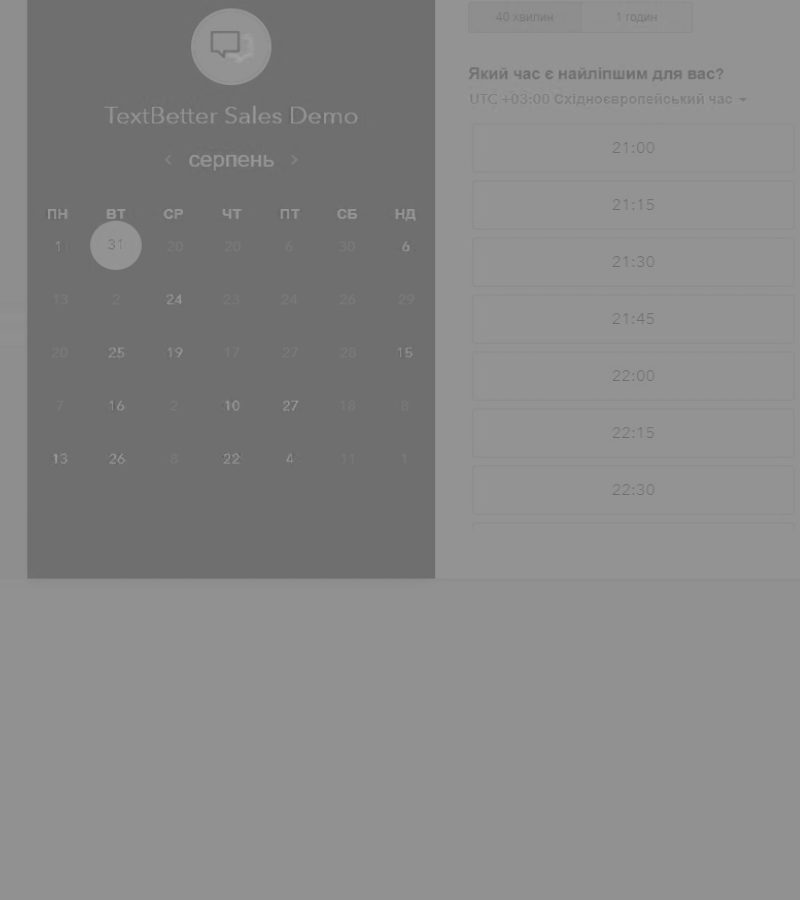 TextBetter Sales Demo
серпень
ПН ВТ СР ЧТ ПТ СБ НД
1 31 20 20 6 30 6
13 2 24 23 24 26 29
20 25 19 17 27 28 15
7 16 2 10 27 18 8
13 26 8 22 4 11 1
40 хвилин 1 годин
Який час є найліпшим для вас?
UTC +03:00 Східноєвропейський час
21:00
21:15
21:30
21:45
22:00
22:15
22:30